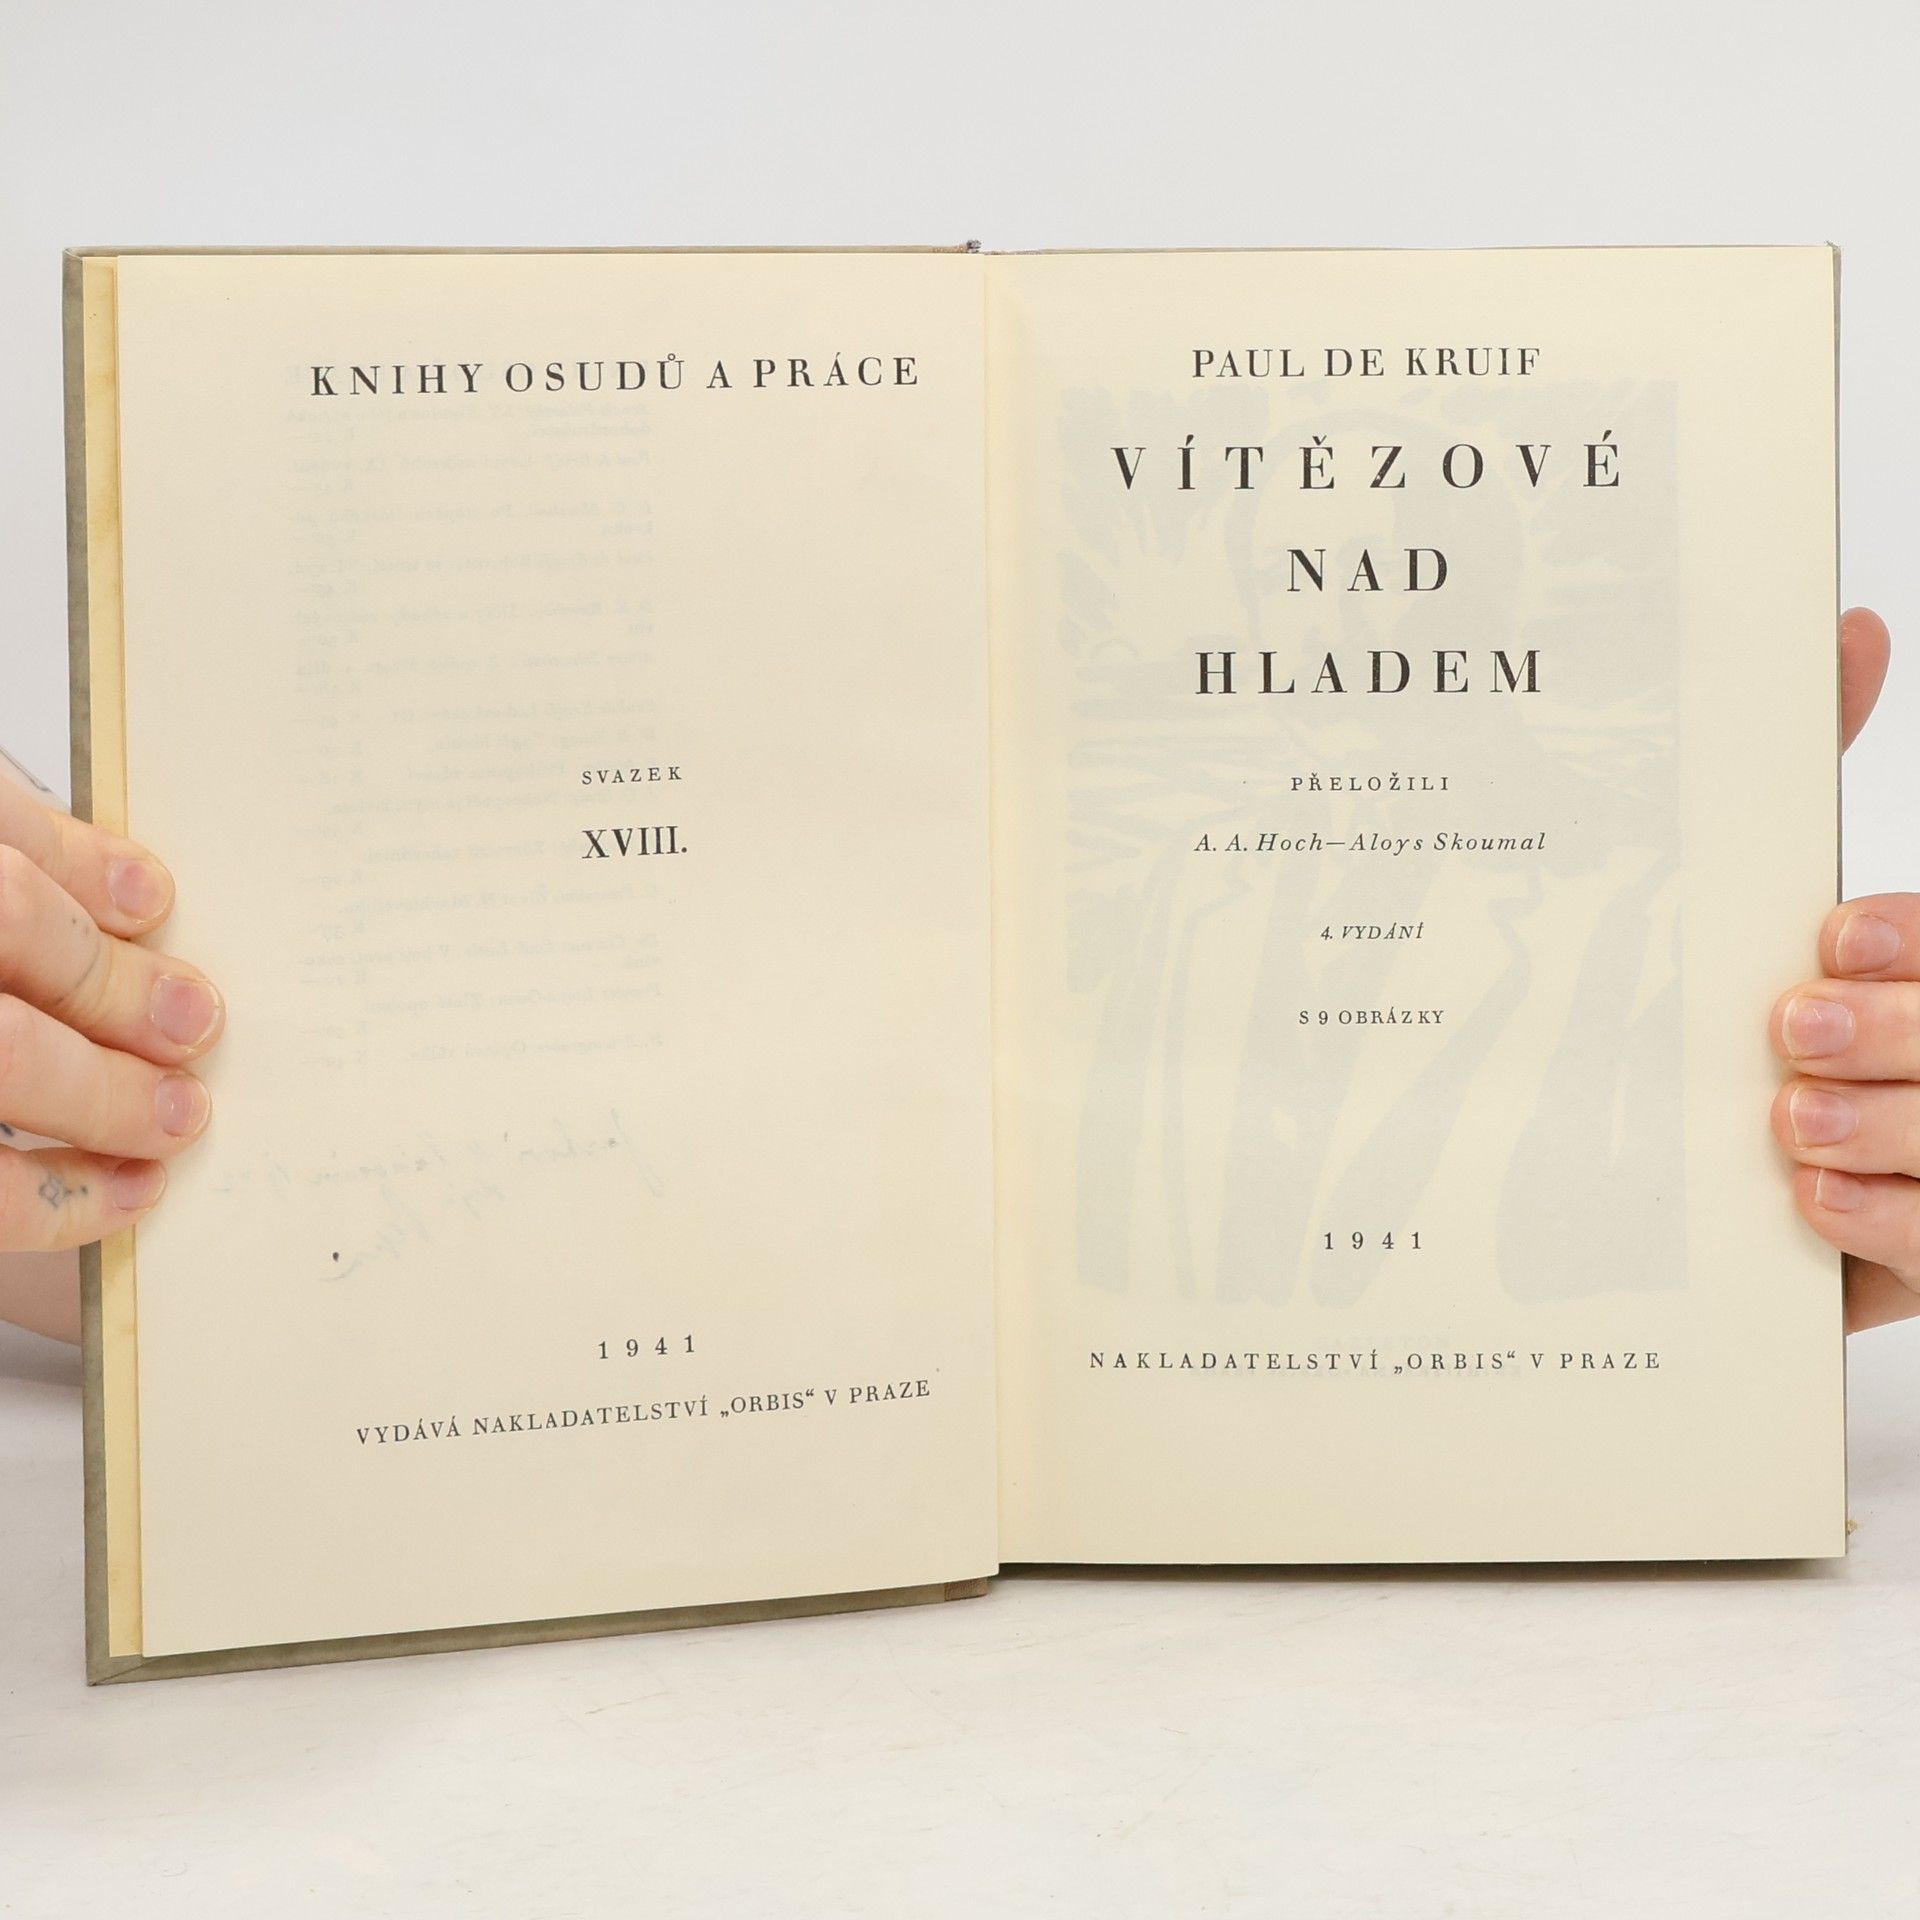 KNIHY OSUDŮ A PRÁCE
SVAZEK
XVIII.
1941
VYDÁVÁ NAKLADATELSTVÍ „ORBIS“ V PRAZE
PAUL DE KRUIF
VÍTĚZOVÉ
NAD
HLADEM
PŘELOŽILI
A. A. Hoch—Aloys Skoumal
4. VYDÁNÍ
S 9 OBRÁZKY
1941
NAKLADATELSTVÍ „ORBIS“ V PRAZE